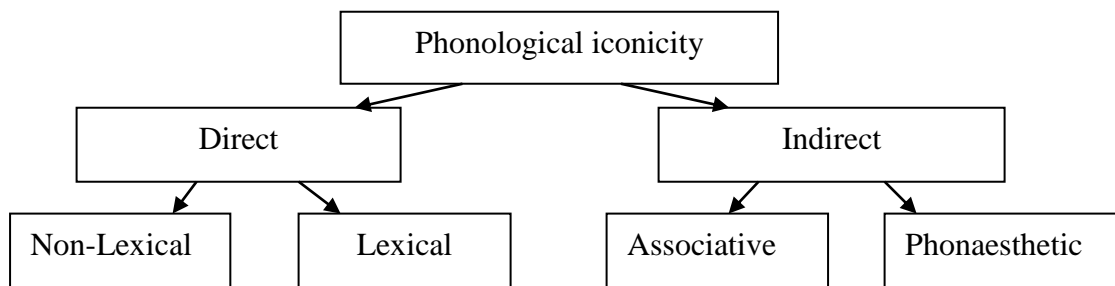 Phonological iconicity
Direct
Indirect
Non-Lexical
Lexical
Associative
Phonaesthetic